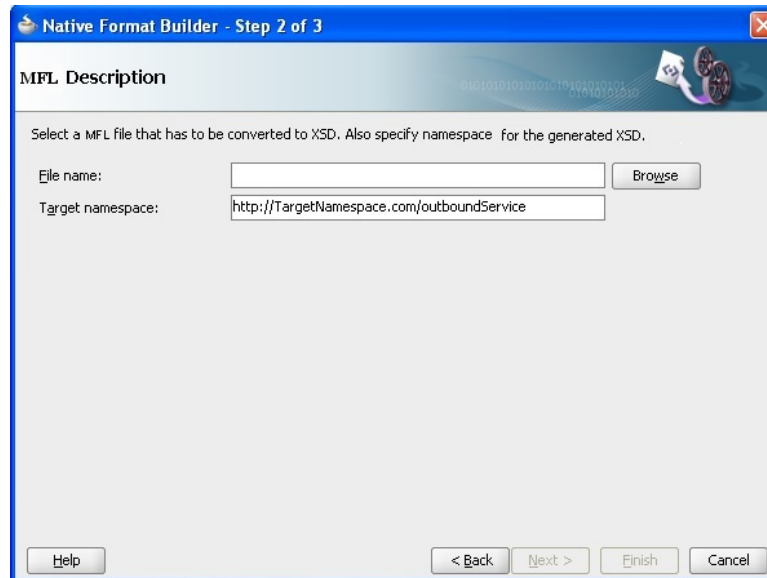 Native Format Builder - Step 2 of 3
MFL Description
Select a MFL file that has to be converted to XSD. Also specify namespace for the generated XSD.
File name:
Browse
Target namespace:
http://TargetNamespace.com/outboundService
Help
< Back
Next >
Finish
Cancel